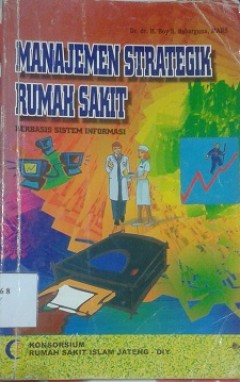 MANAJEMEN STRATEGIK
RUMAH SAKIT
BERBASIS SISTEM INFORMASI
KONSORSIUM
RUMAH SAKIT ISLAM JATENG - DIY